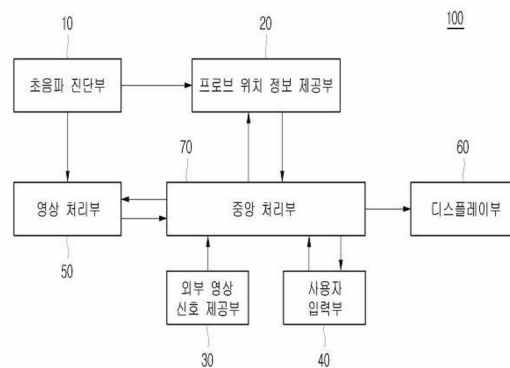 100
10
20
초음파 진단부
프로브 위치 정보 제공부
70
60
영상 처리부
중앙 처리부
디스플레이부
50
외부 영상
신호 제공부
사용자
입력부
30
40